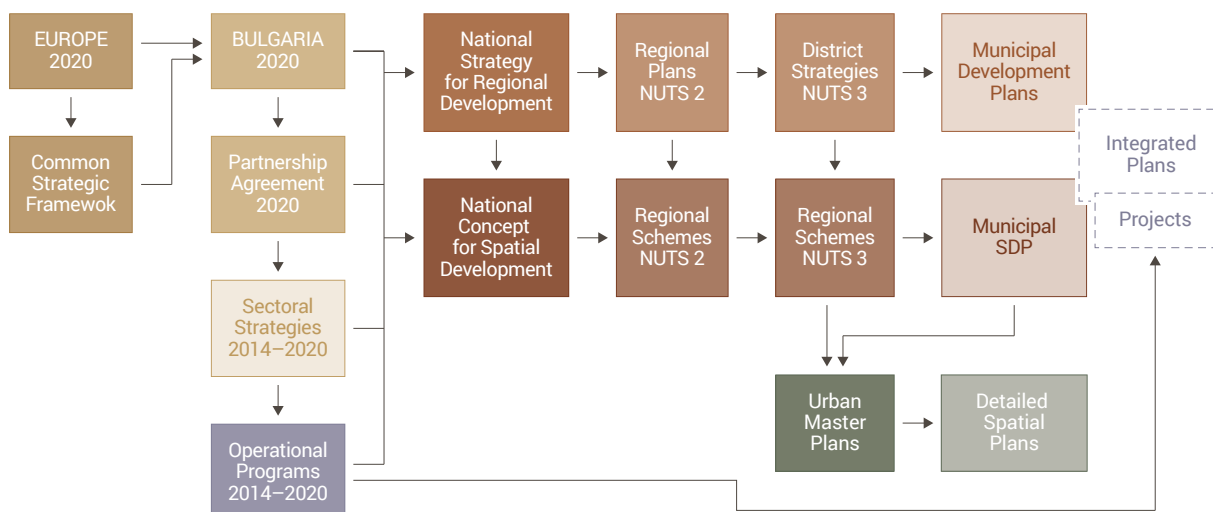 EUROPE
2020
BULGARIA
2020
National
Strategy
for Regional
Development
Regional
Plans
NUTS 2
District
Strategies
NUTS 3
Municipal
Development
Plans
Integrated
Plans
Projects
Common
Strategic
Framewok
Partnership
Agreement
2020
National
Concept
for Spatial
Development
Regional
Schemes
NUTS 2
Regional
Schemes
NUTS 3
Municipal
SDP
Sectoral
Strategies
2014–2020
Urban
Master
Plans
Detailed
Spatial
Plans
Operational
Programs
2014–2020